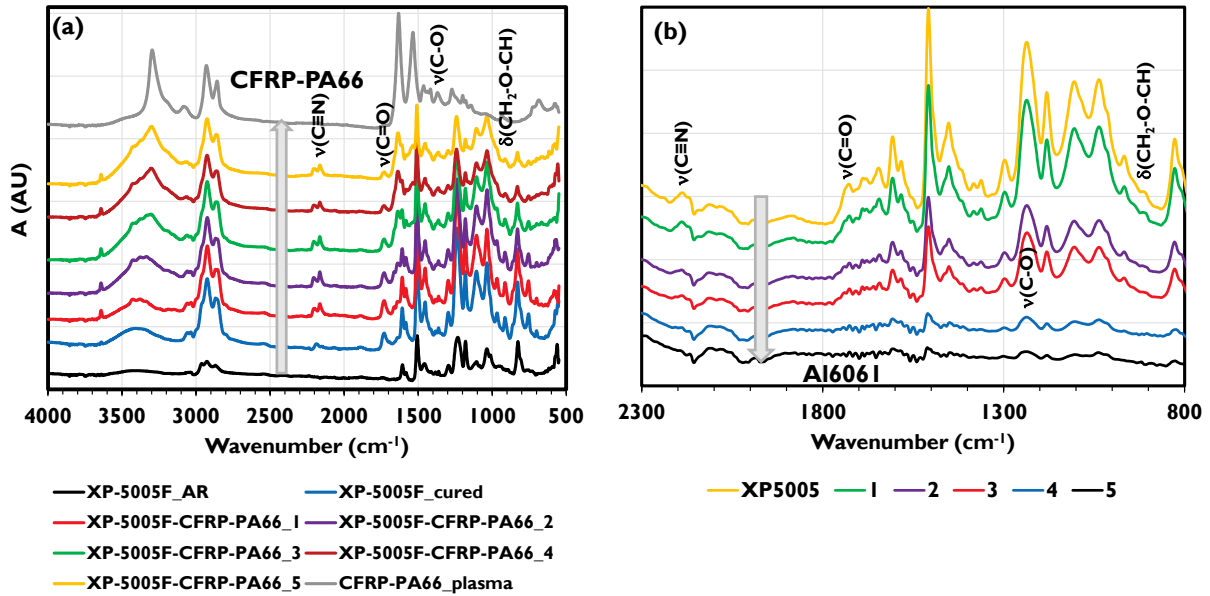 (a)
CFRP-PA66
ν(C≡N)
ν(C=O)
ν(C-O)
δ(CH2-O-CH)
A (AU)
4000 3500 3000 2500 2000 1500 1000 500
Wavenumber (cm-1)
XP-5005F_AR XP-5005F_cured
XP-5005F-CFRP-PA66_1 XP-5005F-CFRP-PA66_2
XP-5005F-CFRP-PA66_3 XP-5005F-CFRP-PA66_4
XP-5005F-CFRP-PA66_5 CFRP-PA66_plasma
(b)
ν(C≡N)
ν(C=O)
δ(CH2-O-CH)
ν(C-O)
Al6061
2300 1800 1300 800
Wavenumber (cm-1)
XP5005 1 2 3 4 5